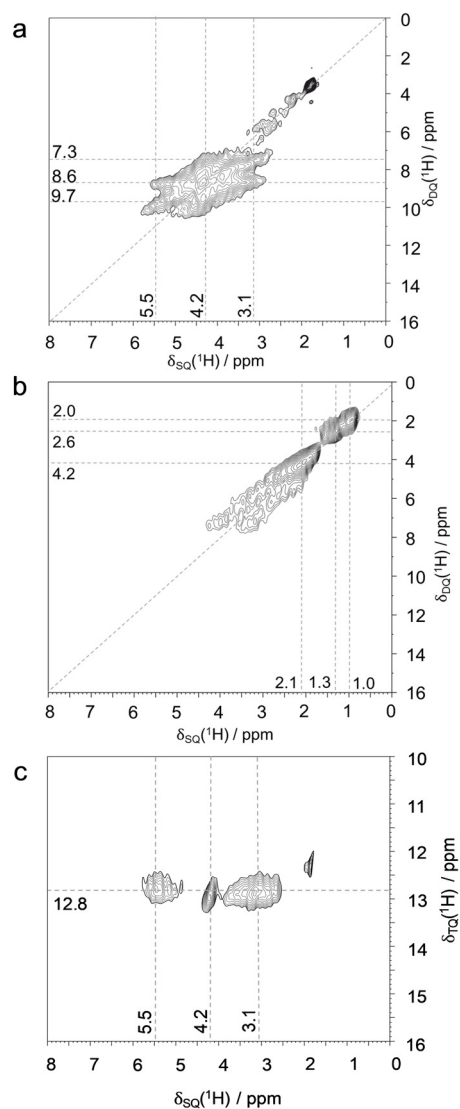 a
0
2
4
6
8
10
12
14
16
δDQ(¹H) / ppm
7.3
8.6
9.7
5.5
4.2
3.1
8 7 6 5 4 3 2 1 0
δSQ(¹H) / ppm
b
0
2
4
6
8
10
12
14
16
δDQ(¹H) / ppm
2.0
2.6
4.2
2.1 1.3 1.0
8 7 6 5 4 3 2 1 0
δSQ(¹H) / ppm
c
10
11
12
13
14
15
16
δTQ(¹H) / ppm
12.8
5.5
4.2
3.1
8 7 6 5 4 3 2 1 0
δSQ(¹H) / ppm